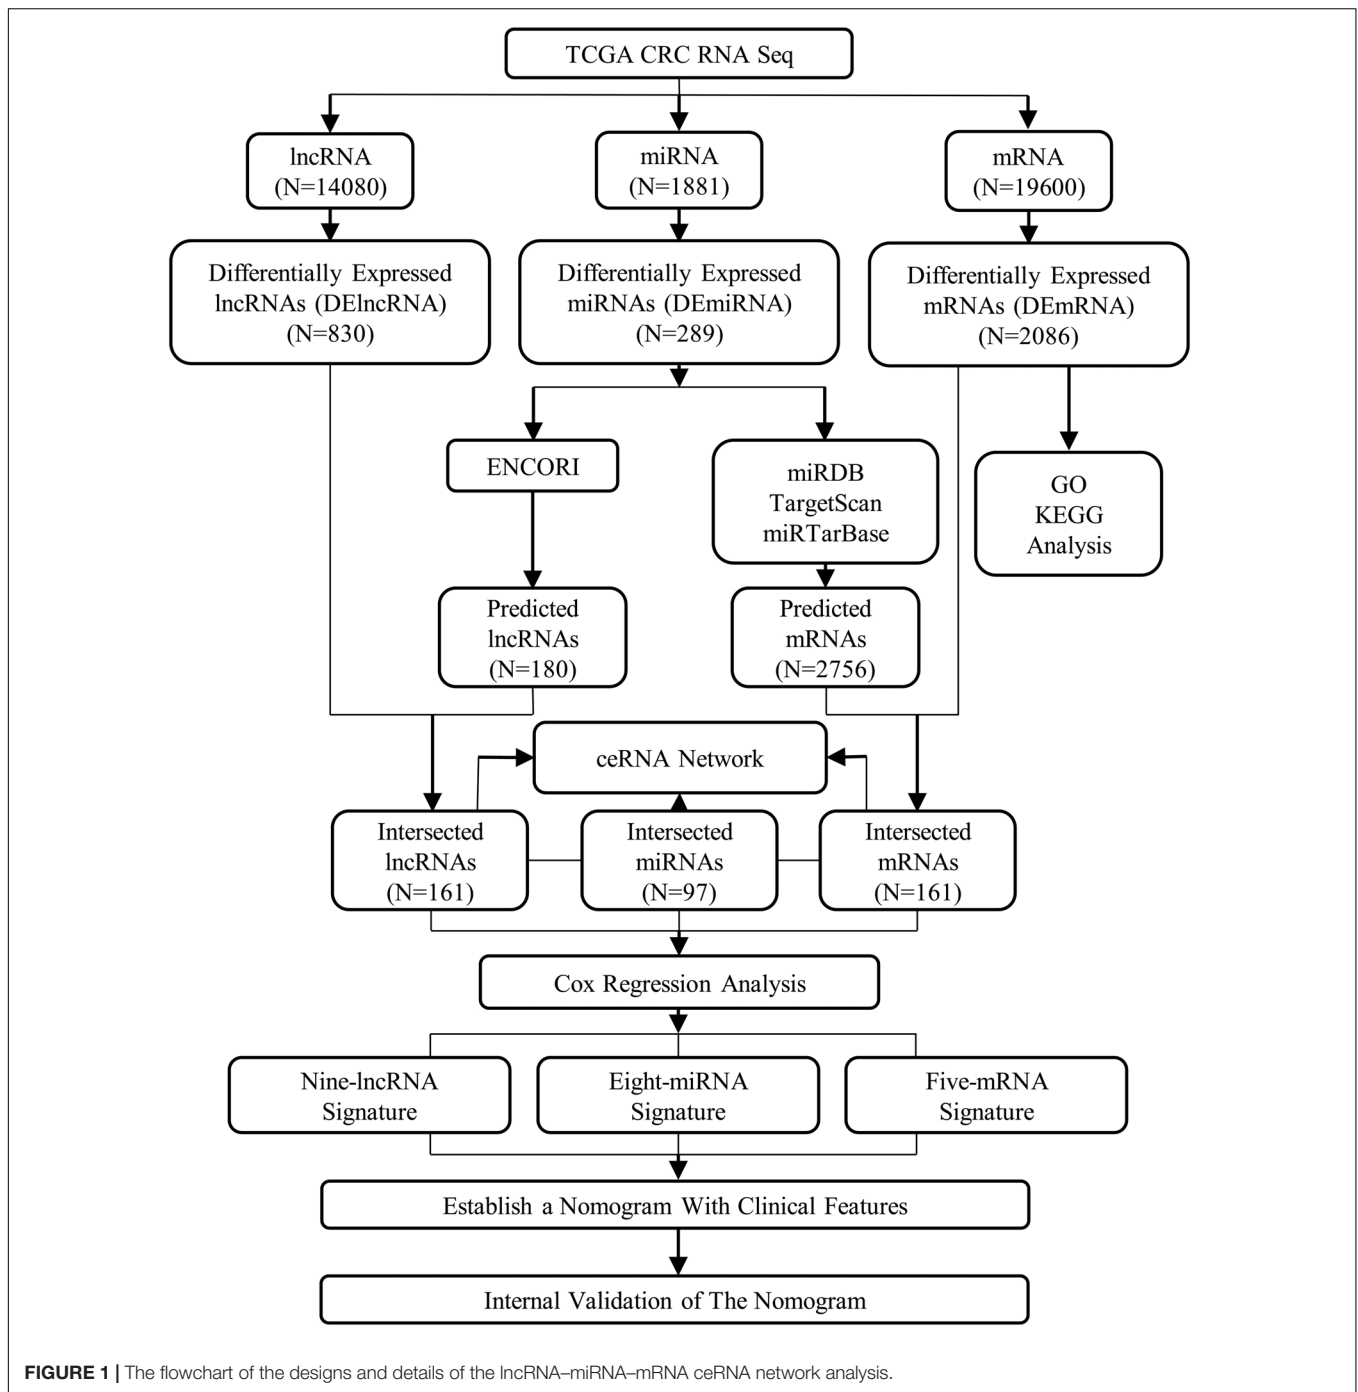 TCGA CRC RNA Seq
lncRNA
(N=14080)
miRNA
(N=1881)
mRNA
(N=19600)
Differentially Expressed
lncRNAs (DElncRNA)
(N=830)
Differentially Expressed
miRNAs (DEmiRNA)
(N=289)
Differentially Expressed
mRNAs (DEmRNA)
(N=2086)
ENCORI
miRDB
TargetScan
miRTarBase
GO
KEGG
Analysis
Predicted
lncRNAs
(N=180)
Predicted
mRNAs
(N=2756)
ceRNA Network
Intersected
lncRNAs
(N=161)
Intersected
miRNAs
(N=97)
Intersected
mRNAs
(N=161)
Cox Regression Analysis
Nine-lncRNA
Signature
Eight-miRNA
Signature
Five-mRNA
Signature
Establish a Nomogram With Clinical Features
Internal Validation of The Nomogram
FIGURE 1 | The flowchart of the designs and details of the lncRNA–miRNA–mRNA ceRNA network analysis.